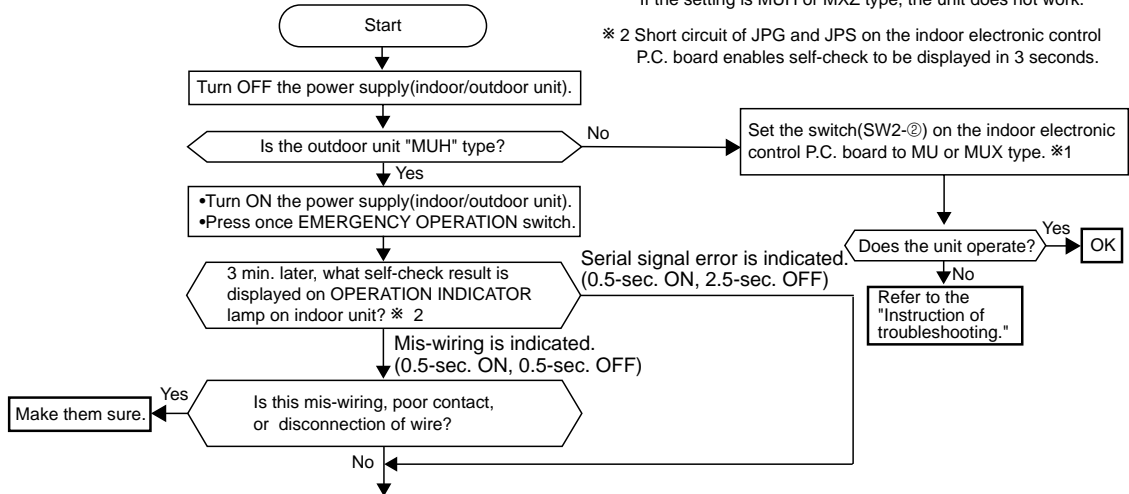 If the setting is MUH or MXZ type, the unit does not work.
※ 2 Short circuit of JPG and JPS on the indoor electronic control
P.C. board enables self-check to be displayed in 3 seconds.
Start
Turn OFF the power supply(indoor/outdoor unit).
Is the outdoor unit "MUH" type?
No
Set the switch(SW2-②) on the indoor electronic
control P.C. board to MU or MUX type. ※1
Yes
•Turn ON the power supply(indoor/outdoor unit).
•Press once EMERGENCY OPERATION switch.
Does the unit operate?
Yes
OK
No
Refer to the
"Instruction of
troubleshooting."
3 min. later, what self-check result is
displayed on OPERATION INDICATOR
lamp on indoor unit? ※ 2
Serial signal error is indicated.
(0.5-sec. ON, 2.5-sec. OFF)
Mis-wiring is indicated.
(0.5-sec. ON, 0.5-sec. OFF)
Is this mis-wiring, poor contact,
or disconnection of wire?
Yes
Make them sure.
No